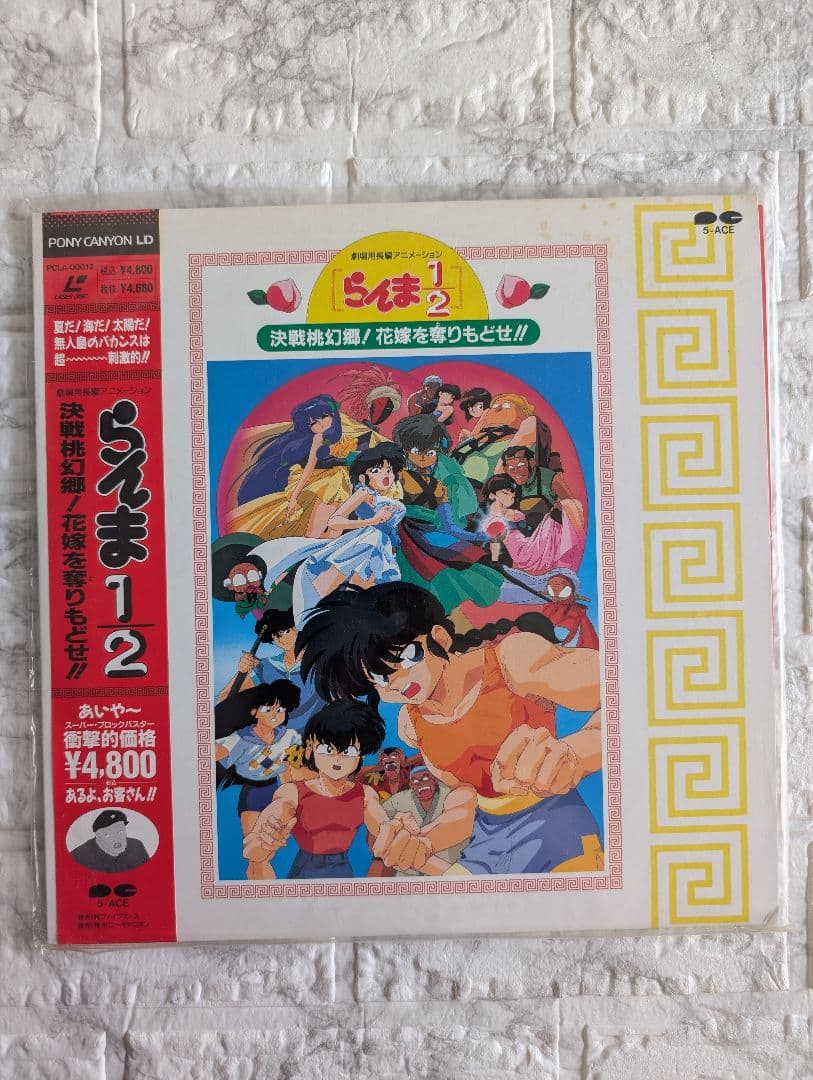 PONY CANYON LD
PCLA-00012
税込 ¥4,800
税抜 ¥4,660
LASER DISC
夏だ!海だ!太陽だ!
無人島のバカンスは
超〜〜〜〜刺激的!!
劇場用長編アニメーション
らんま1/2
決戦桃幻郷!花嫁を奪りもどせ!!
あいや〜
スーパー・ブロックバスター
衝撃的価格
¥4,800
税込
あるよ、お客さん!!
5-ACE
劇場用長編アニメーション
らんま1/2
決戦桃幻郷!花嫁を奪りもどせ!!
5-ACE